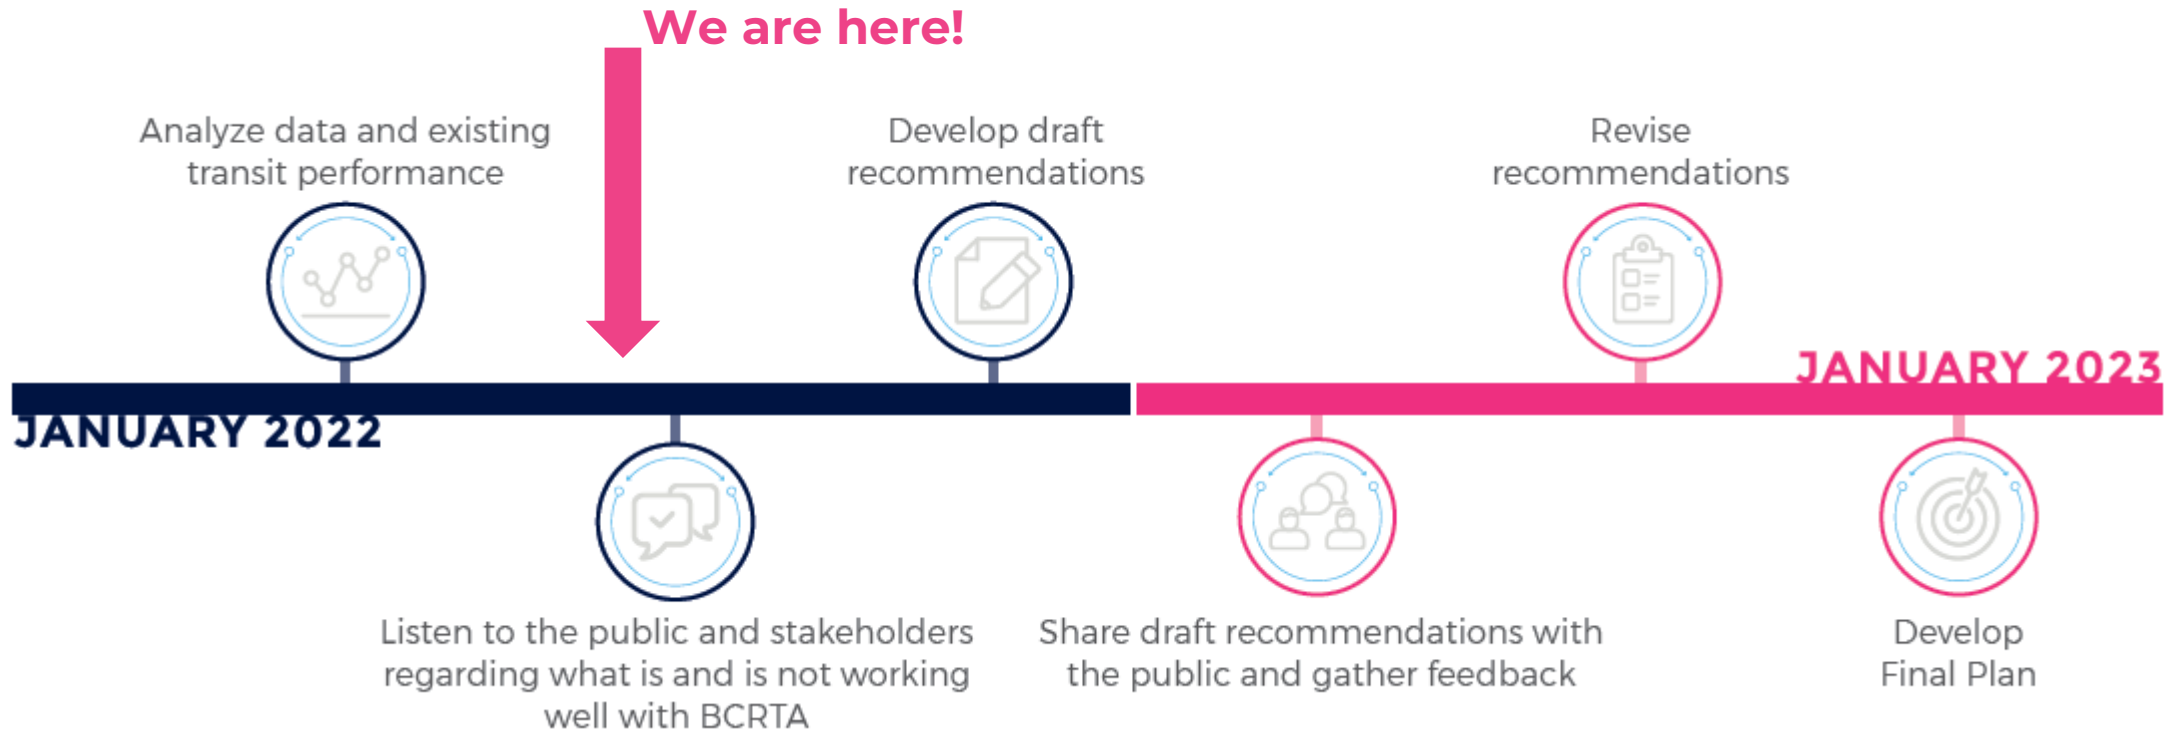 We are here!
Analyze data and existing
transit performance
Develop draft
recommendations
Revise
recommendations
JANUARY 2023
JANUARY 2022
Listen to the public and stakeholders
regarding what is and is not working
well with BCRTA
Share draft recommendations with
the public and gather feedback
Develop
Final Plan